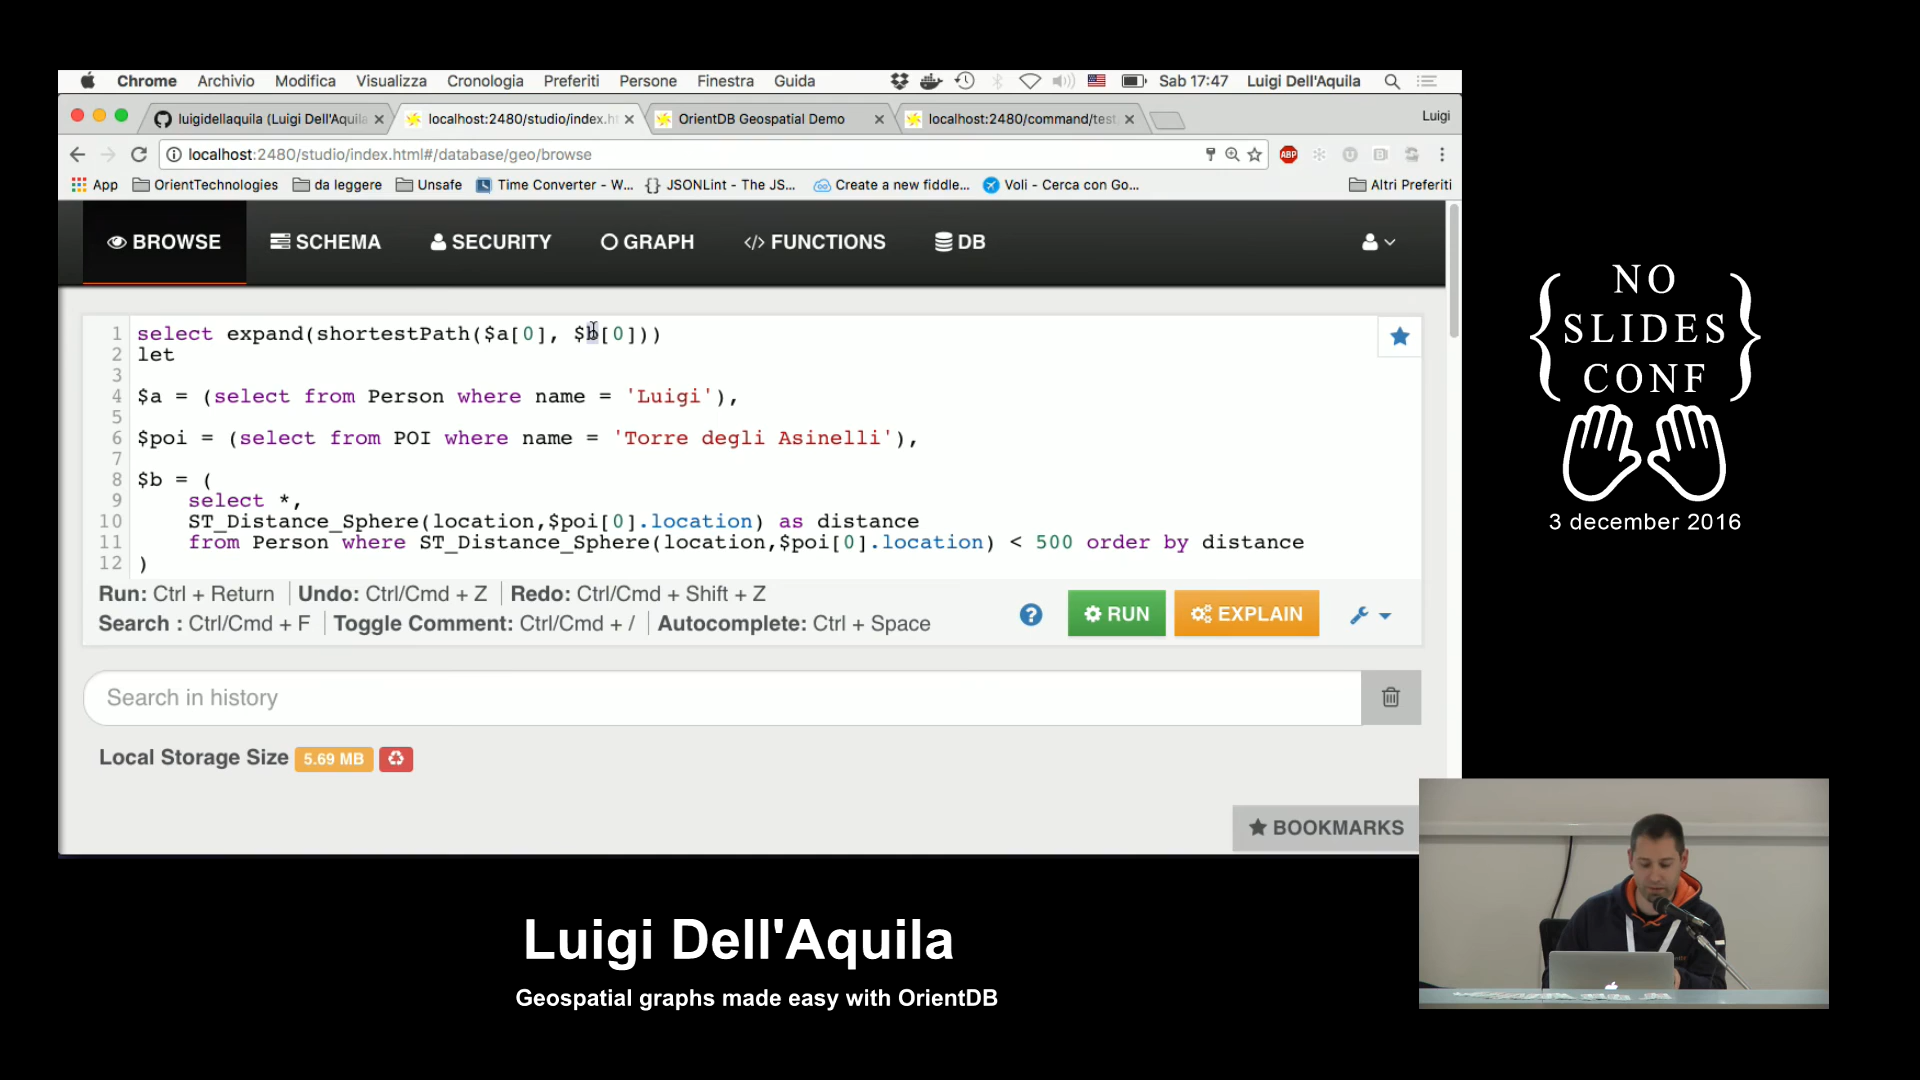 Chrome Archivio Modifica Visualizza Cronologia Preferiti Persone Finestra Guida Sab 17:47 Luigi Dell'Aquila
luigidellaquila (Luigi Dell'Aquila localhost:2480/studio/index.h OrientDB Geospatial Demo localhost:2480/command/test Luigi
localhost:2480/studio/index.html#/database/geo/browse ABP
App OrientTechnologies da leggere Unsafe Time Converter - W... JSONLint - The JS... Create a new fiddle... Voli - Cerca con Go... Altri Preferiti
BROWSE SCHEMA SECURITY GRAPH FUNCTIONS DB
1 select expand(shortestPath($a[0], $b[0]))
2 let
3
4 $a = (select from Person where name = 'Luigi'),
5
6 $poi = (select from POI where name = 'Torre degli Asinelli'),
7
8 $b = (
9 select *,
10 ST_Distance_Sphere(location,$poi[0].location) as distance
11 from Person where ST_Distance_Sphere(location,$poi[0].location) < 500 order by distance
12 )
Run: Ctrl + Return Undo: Ctrl/Cmd + Z Redo: Ctrl/Cmd + Shift + Z
Search : Ctrl/Cmd + F Toggle Comment: Ctrl/Cmd + / Autocomplete: Ctrl + Space
? RUN EXPLAIN
Search in history
Local Storage Size 5.69 MB
BOOKMARKS
NO
SLIDES
CONF
3 december 2016
Luigi Dell'Aquila
Geospatial graphs made easy with OrientDB